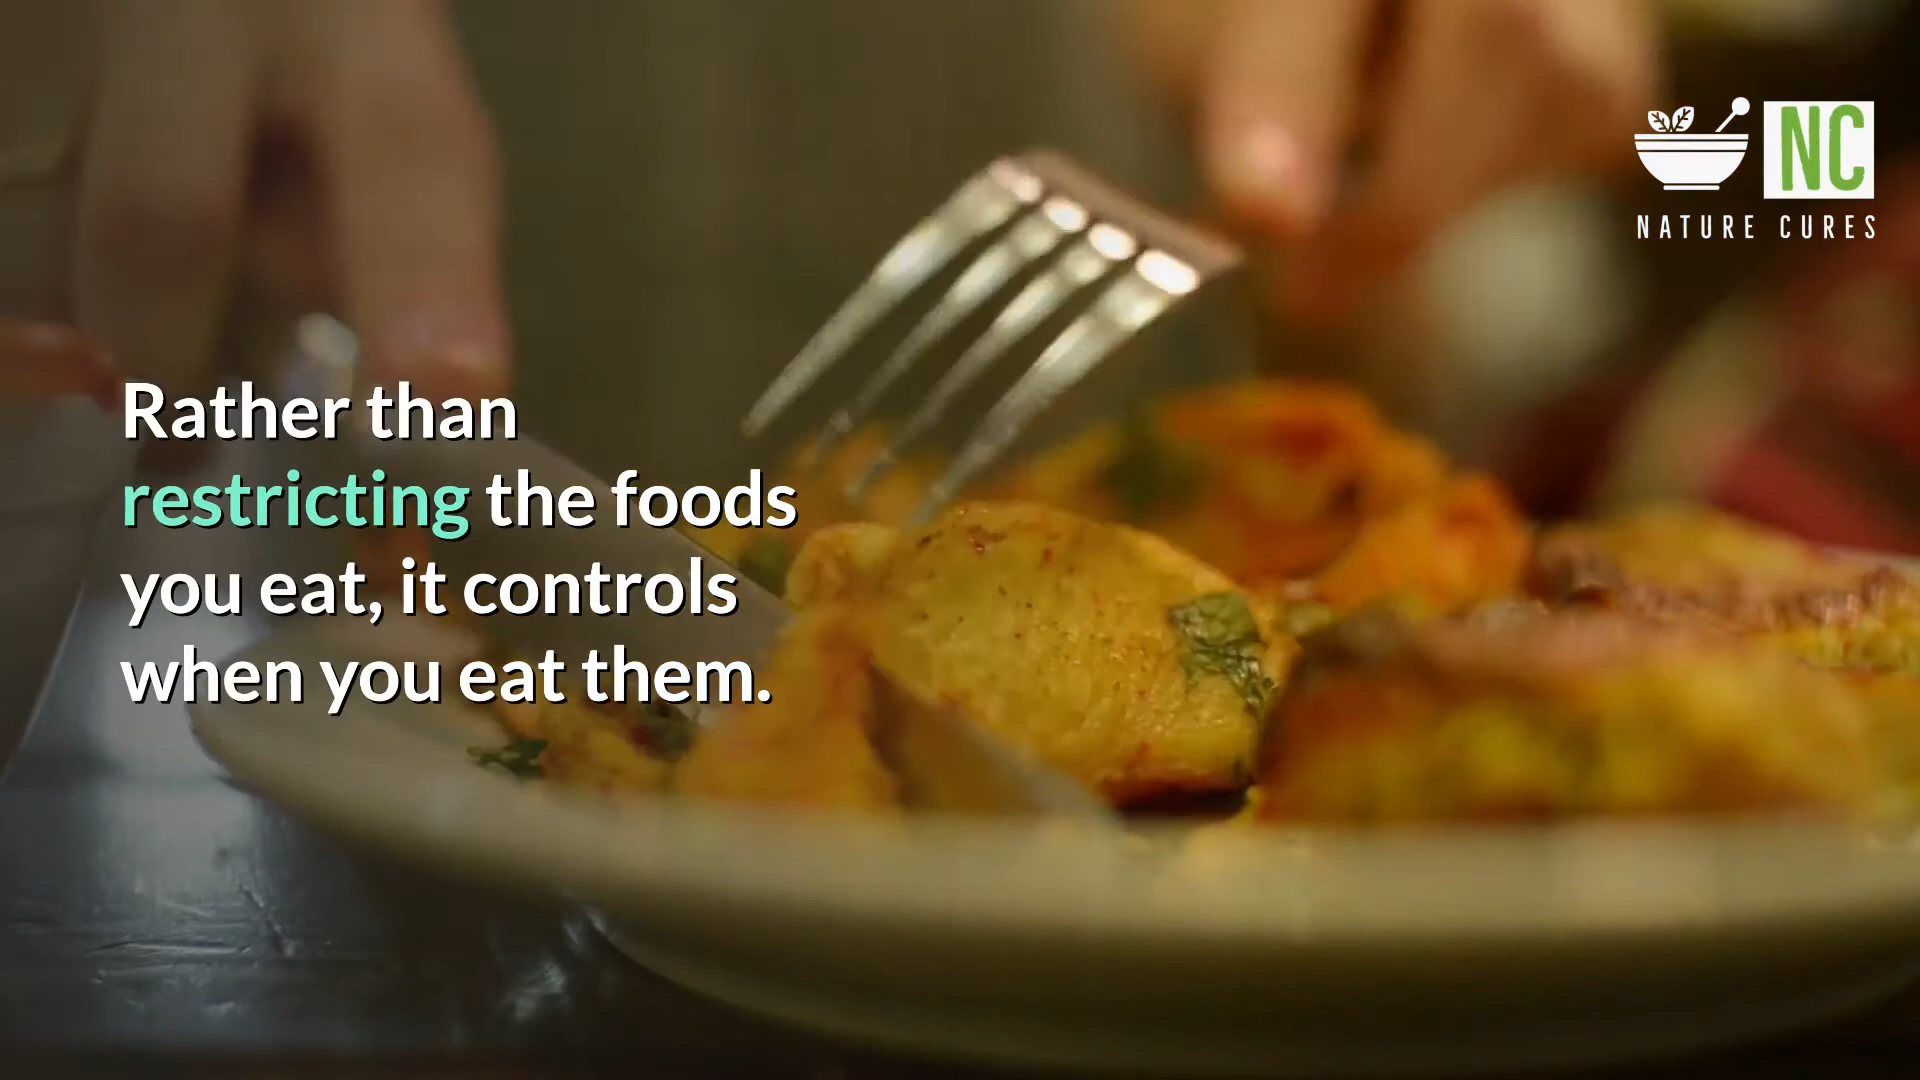 NC
NATURE CURES
Rather than
restricting the foods
you eat, it controls
when you eat them.